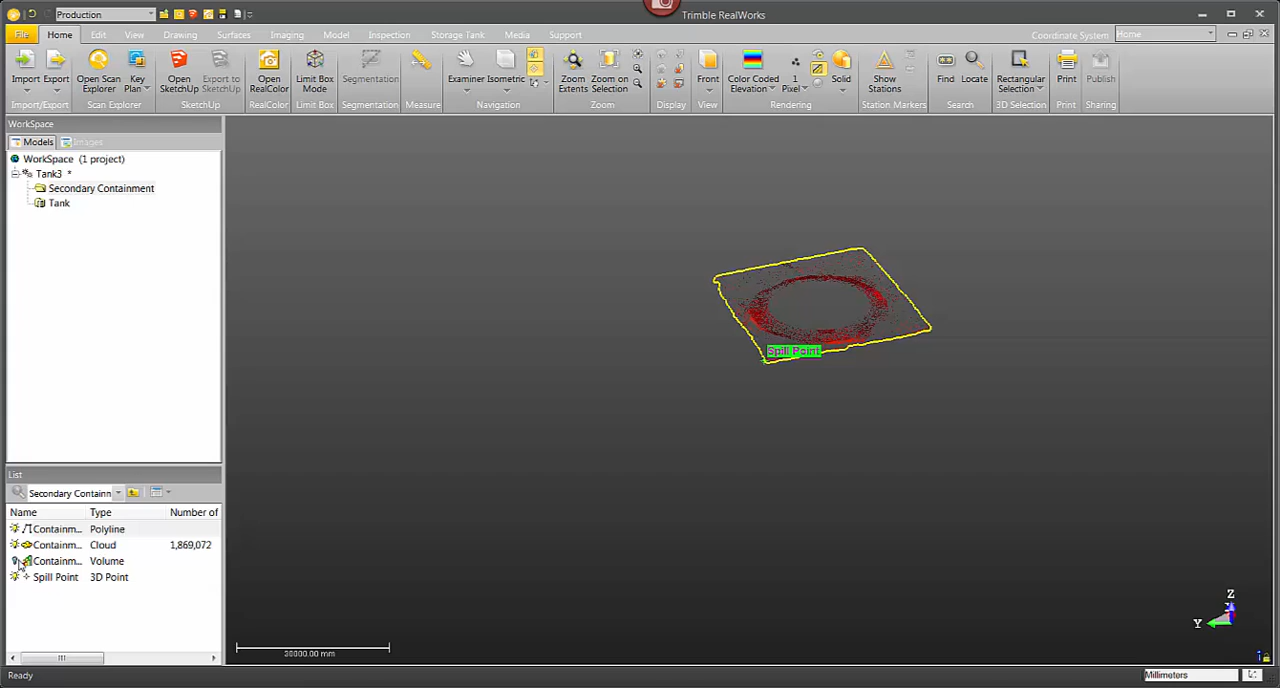 Production
Trimble RealWorks
File Home Edit View Drawing Surfaces Imaging Model Inspection Storage Tank Media Support
Coordinate System Home
Import Export Open Scan Explorer Key Plan Open SketchUp Export to SketchUp Open RealColor Limit Box Mode Segmentation Measure Examiner Isometric Zoom Extents Zoom on Selection Front Color Coded Elevation 1 Pixel Solid Show Stations Find Locate Rectangular Selection Print Publish
Import/Export Scan Explorer SketchUp RealColor Limit Box Segmentation Measure Navigation Zoom Display View Rendering Station Markers Search 3D Selection Print Sharing
WorkSpace
Models Images
WorkSpace (1 project)
Tank3 *
Secondary Containment
Tank
Spill Point
List
Secondary Containn
Name Type Number of
Containm... Polyline
Containm... Cloud 1,869,072
Containm... Volume
Spill Point 3D Point
Z
Y
30000.00 mm
Ready
Millimeters